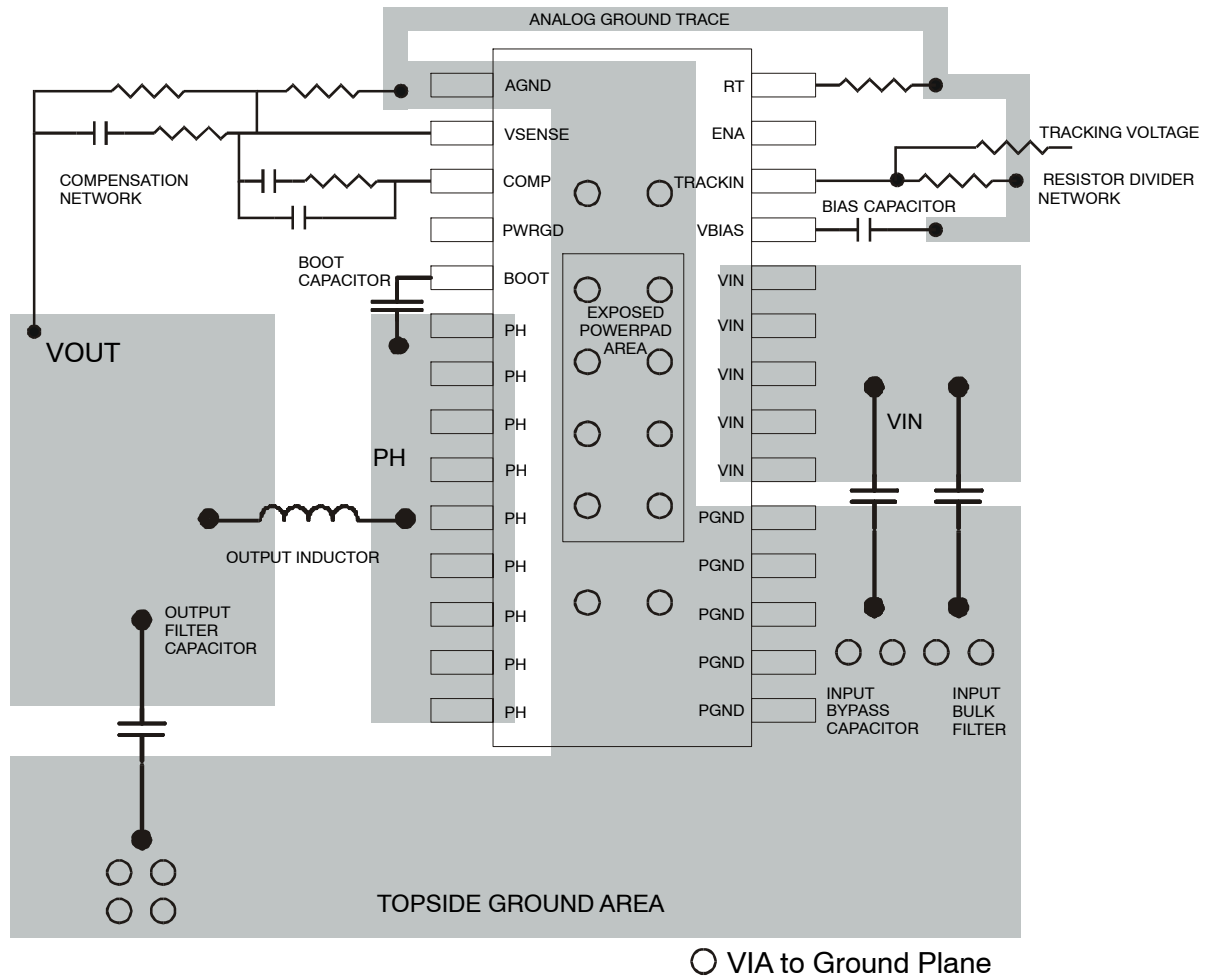 ANALOG GROUND TRACE
AGND
RT
VSENSE
ENA
TRACKING VOLTAGE
COMPENSATION
NETWORK
COMP
TRACKIN
RESISTOR DIVIDER
NETWORK
BIAS CAPACITOR
PWRGD
VBIAS
BOOT
CAPACITOR
BOOT
VIN
EXPOSED
POWERPAD
AREA
PH
VIN
VOUT
PH
VIN
PH
VIN
VIN
PH
PH
VIN
PH
PGND
OUTPUT INDUCTOR
PH
PGND
OUTPUT
FILTER
CAPACITOR
PH
PGND
PH
PGND
PH
PGND
INPUT
BYPASS
CAPACITOR
INPUT
BULK
FILTER
TOPSIDE GROUND AREA
VIA to Ground Plane